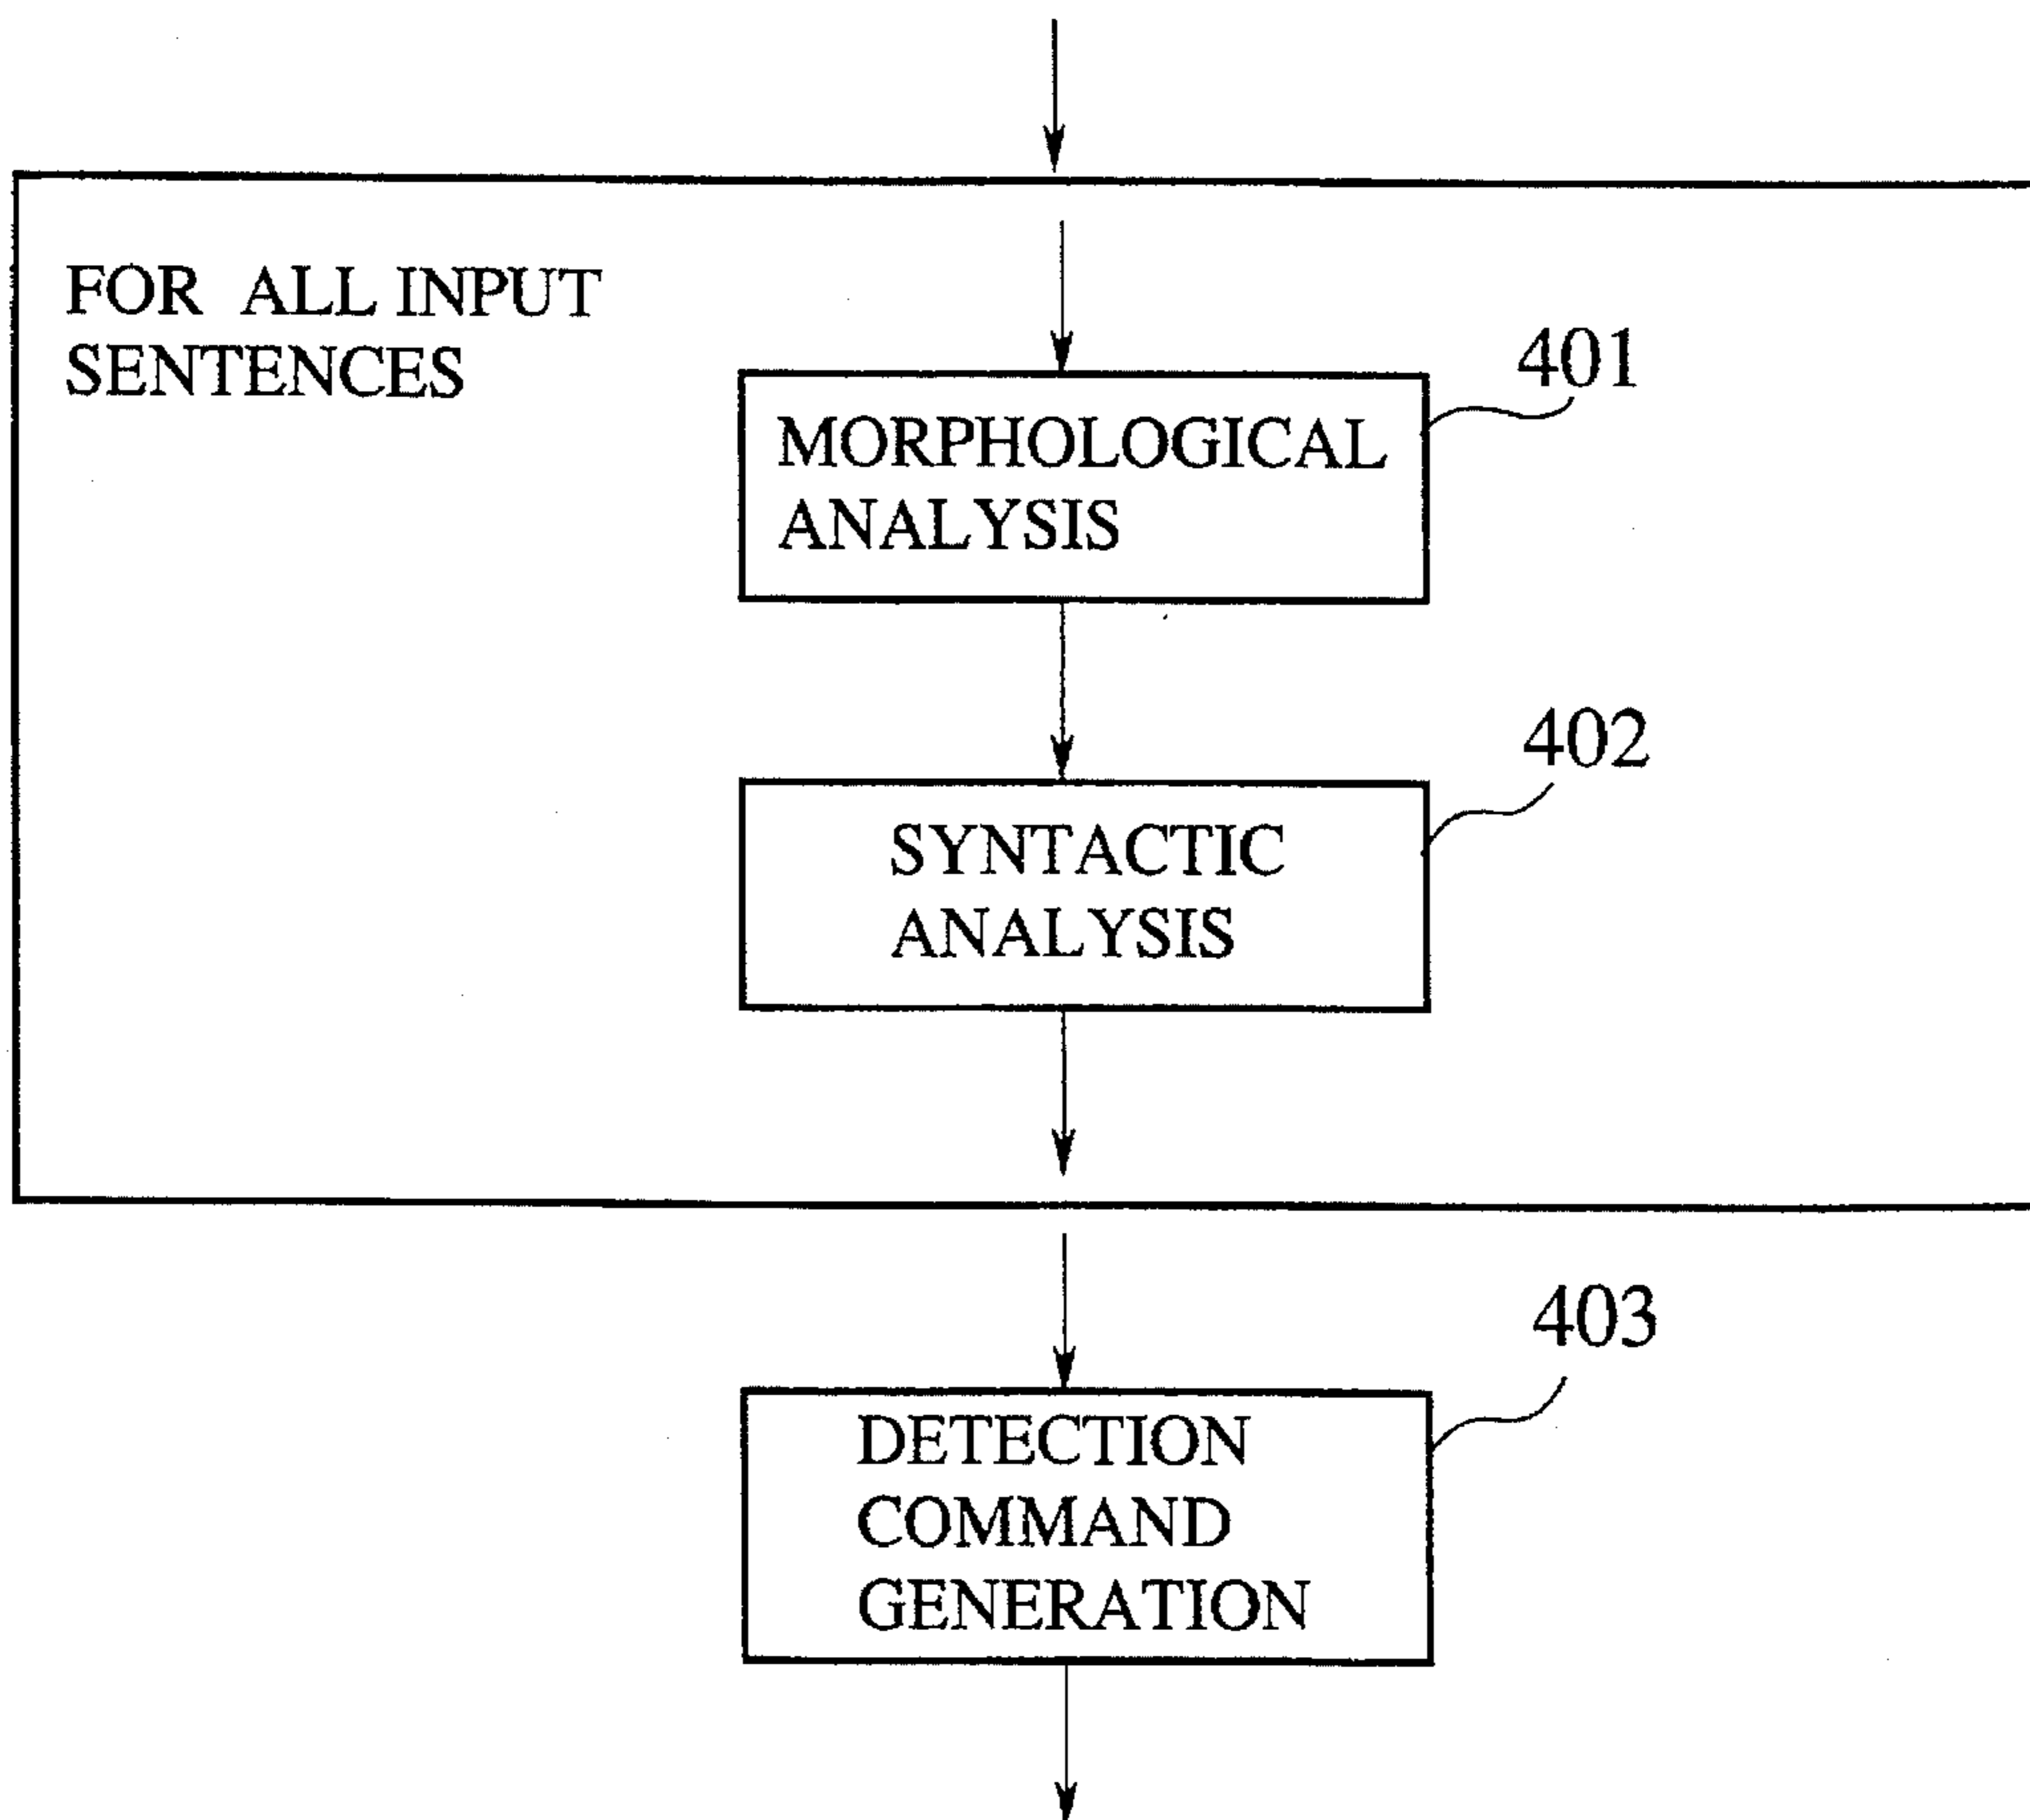 FOR ALL INPUT
SENTENCES
401
MORPHOLOGICAL
ANALYSIS
402
SYNTACTIC
ANALYSIS
403
DETECTION
COMMAND
GENERATION